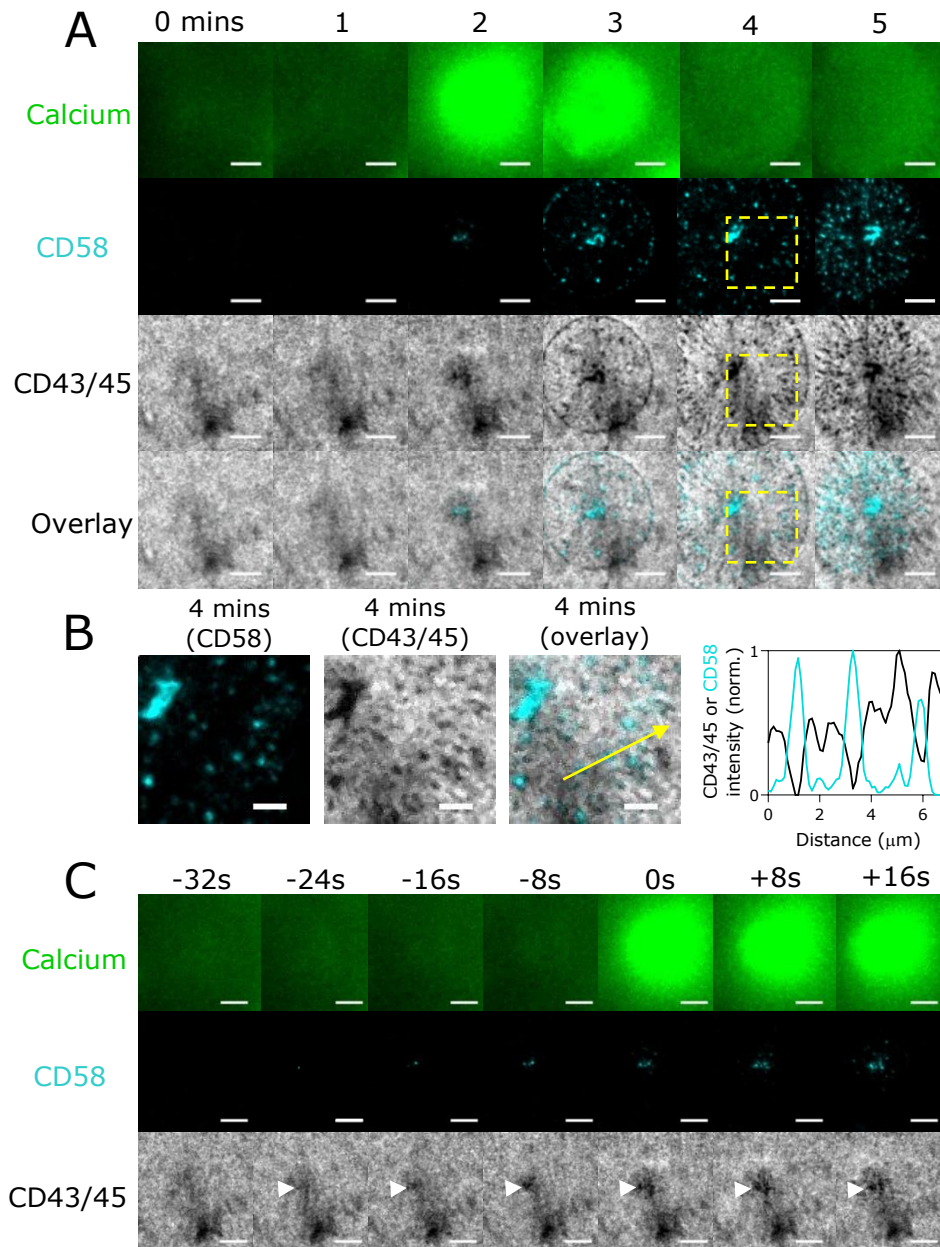 A
0 mins 1 2 3 4 5
Calcium
CD58
CD43/45
Overlay
B
4 mins
(CD58)
4 mins
(CD43/45)
4 mins
(overlay)
CD43/45 or CD58
intensity (norm.)
1
0
0 2 4 6
Distance (μm)
C
-32s -24s -16s -8s 0s +8s +16s
Calcium
CD58
CD43/45